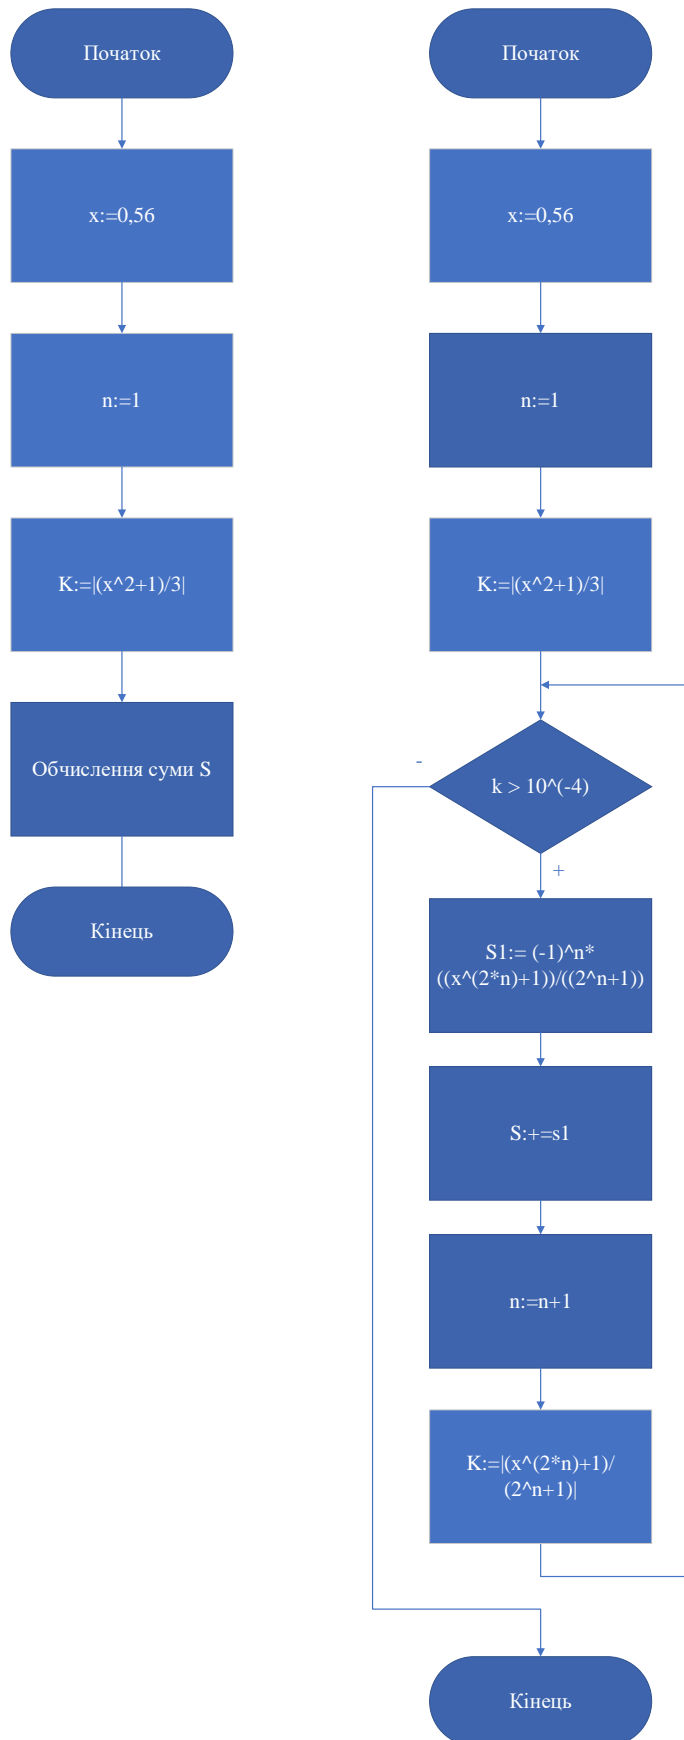 Початок
x:=0,56
n:=1
K:=|(x^2+1)/3|
Обчислення суми S
Кінець
Початок
x:=0,56
n:=1
K:=|(x^2+1)/3|
k > 10^(-4)
-
+
S1:= (-1)^n*
((x^(2*n)+1))/((2^n+1))
S:+=s1
n:=n+1
K:=|(x^(2*n)+1)/
(2^n+1)|
Кінець